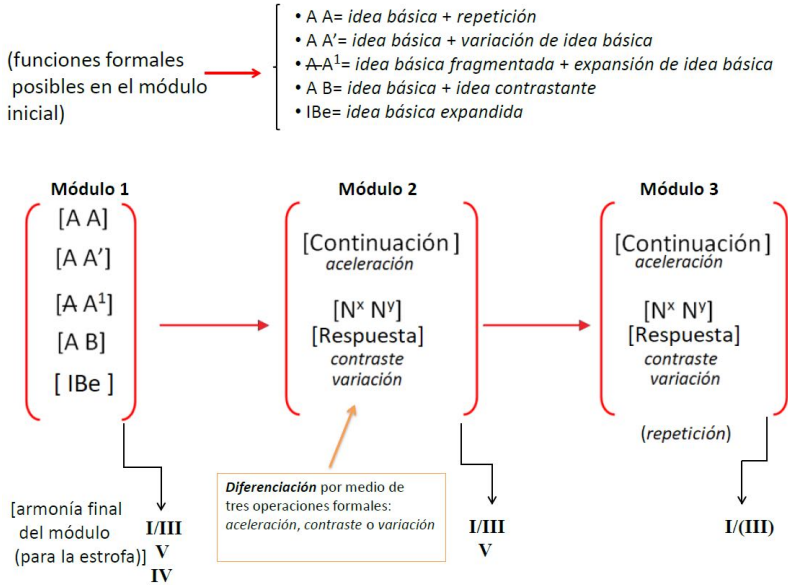 (funciones formales
posibles en el módulo
inicial)
• A A= idea básica + repetición
• A A’= idea básica + variación de idea básica
• A A¹= idea básica fragmentada + expansión de idea básica
• A B= idea básica + idea contrastante
• IBe= idea básica expandida
Módulo 1
[A A]
[A A’]
[A A¹]
[A B]
[ IBe ]
Módulo 2
[Continuación ]
aceleración
[Nˣ Nʸ]
[Respuesta]
contraste
variación
Módulo 3
[Continuación ]
aceleración
[Nˣ Nʸ]
[Respuesta]
contraste
variación
(repetición)
Diferenciación por medio de
tres operaciones formales:
aceleración, contraste o variación
[armonía final
del módulo
(para la estrofa)]
I/III
V
IV
I/III
V
I/(III)